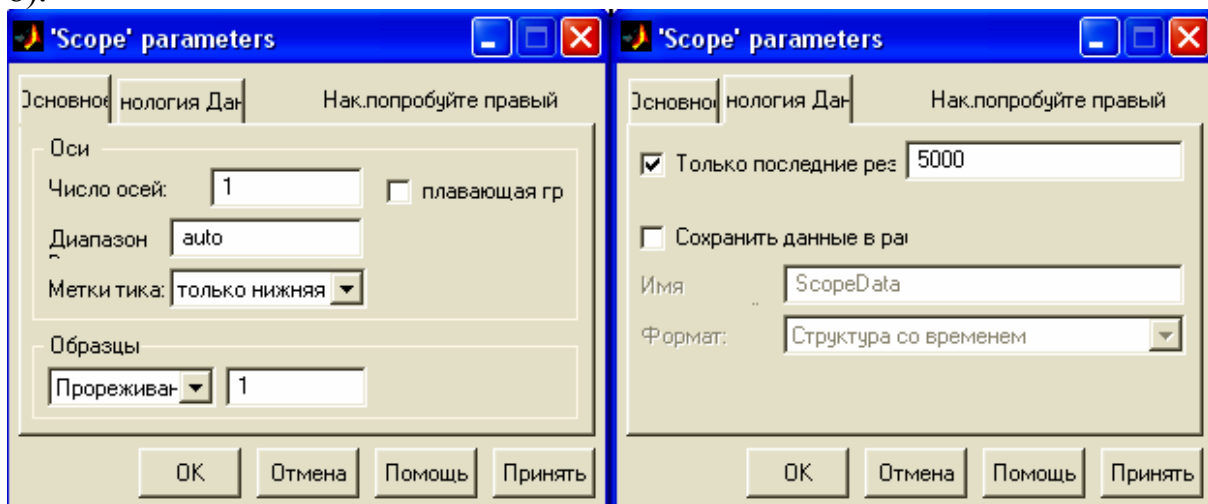 'Scope' parameters
нология Дан Нак.попробуйте правый
Оси
Число осей: 1 плавающая гр
Диапазон auto
Метки тика: только нижняя
Образцы
Прореживан 1
OK Отмена Помощь Принять
'Scope' parameters
нология Дан Нак.попробуйте правый
Только последние рез 5000
Сохранить данные в ра
Имя ScopeData
Формат: Структура со временем
OK Отмена Помощь Принять